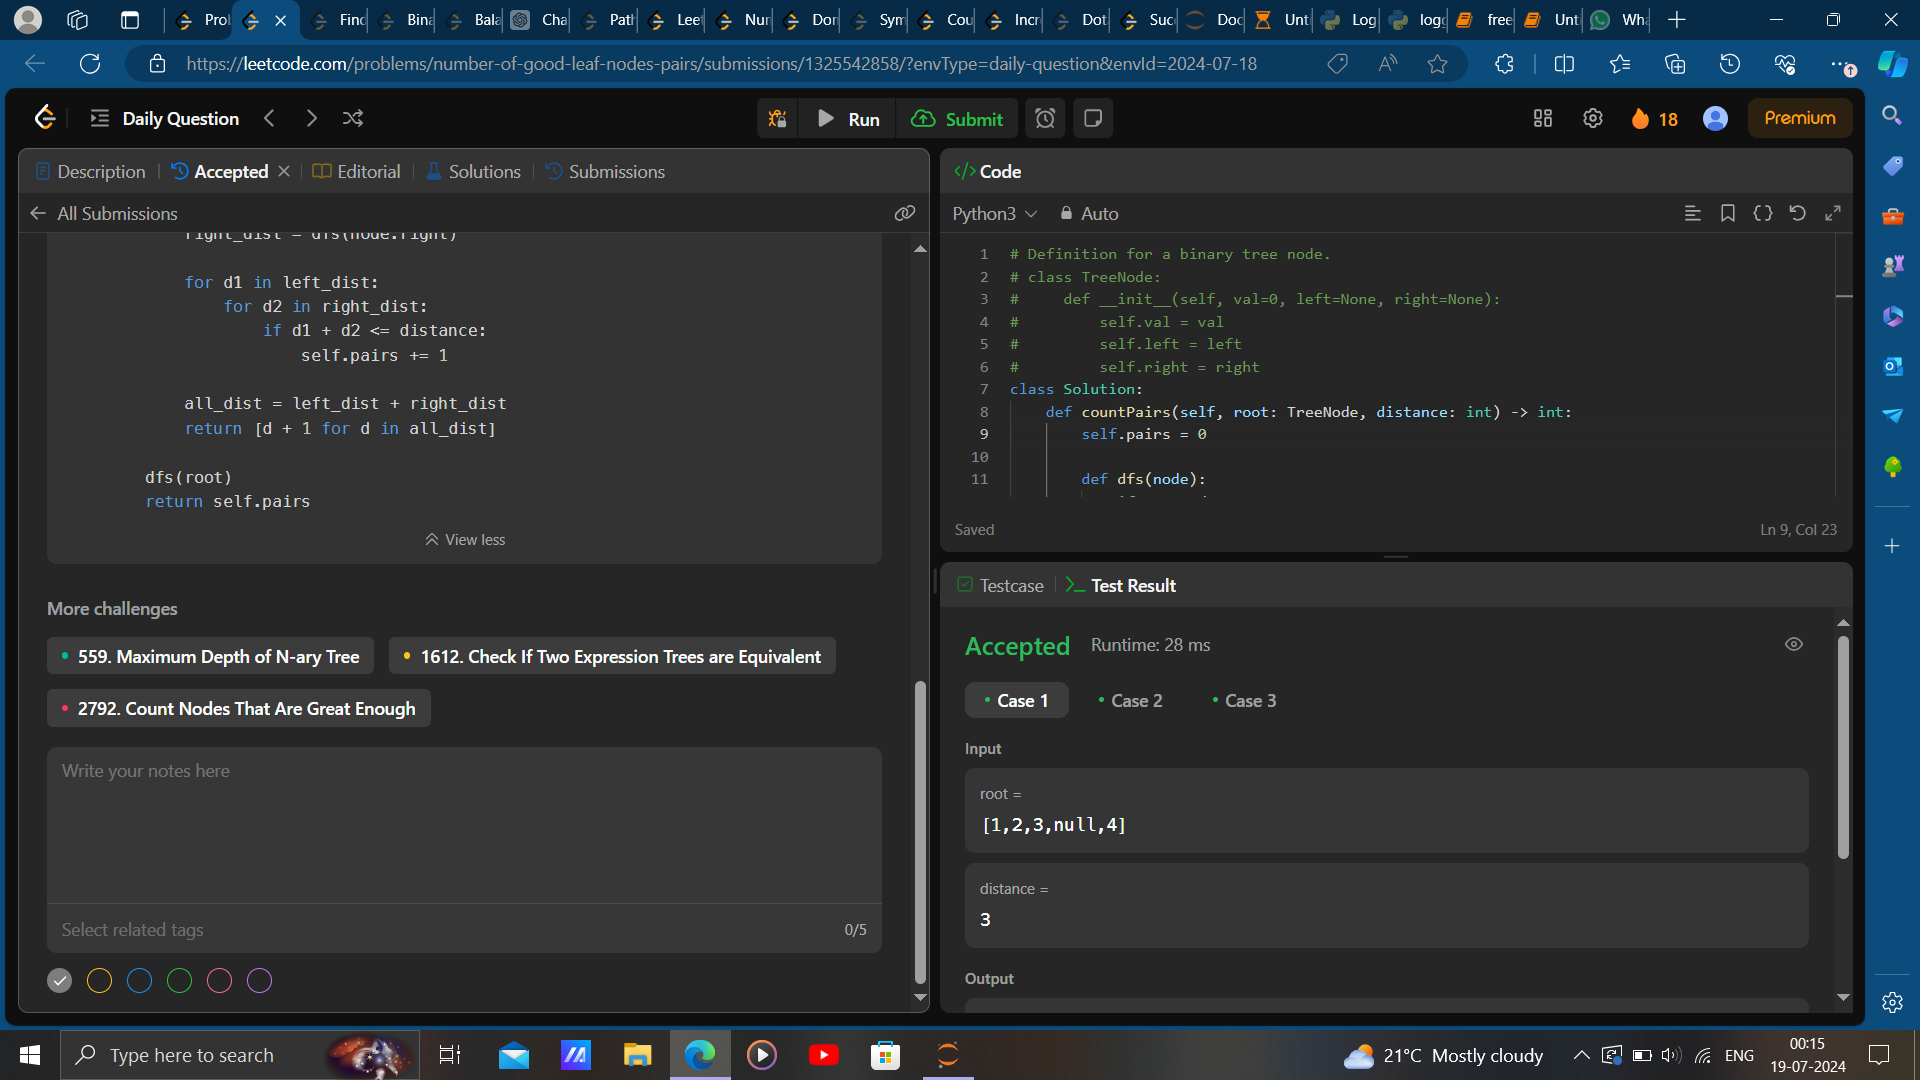 Prol
Find
Bina
Bala
Cha
Path
Leet
Nur
Don
Sym
Cou
Incr
Dota
Suc
Doc
Unti
Log
logg
free
Unti
Wha
https://leetcode.com/problems/number-of-good-leaf-nodes-pairs/submissions/1325542858/?envType=daily-question&envId=2024-07-18
Daily Question
Run
Submit
18
Premium
Description
Accepted
Editorial
Solutions
Submissions
All Submissions
right_dist = dfs(node.right)
for d1 in left_dist:
for d2 in right_dist:
if d1 + d2 <= distance:
self.pairs += 1
all_dist = left_dist + right_dist
return [d + 1 for d in all_dist]
dfs(root)
return self.pairs
View less
More challenges
559. Maximum Depth of N-ary Tree
1612. Check If Two Expression Trees are Equivalent
2792. Count Nodes That Are Great Enough
Write your notes here
Select related tags
0/5
</> Code
Python3
Auto
1 # Definition for a binary tree node.
2 # class TreeNode:
3 #     def __init__(self, val=0, left=None, right=None):
4 #         self.val = val
5 #         self.left = left
6 #         self.right = right
7 class Solution:
8     def countPairs(self, root: TreeNode, distance: int) -> int:
9         self.pairs = 0
10
11         def dfs(node):
Saved
Ln 9, Col 23
Testcase
Test Result
Accepted
Runtime: 28 ms
Case 1
Case 2
Case 3
Input
root =
[1,2,3,null,4]
distance =
3
Output
Type here to search
21°C Mostly cloudy
ENG
00:15
19-07-2024